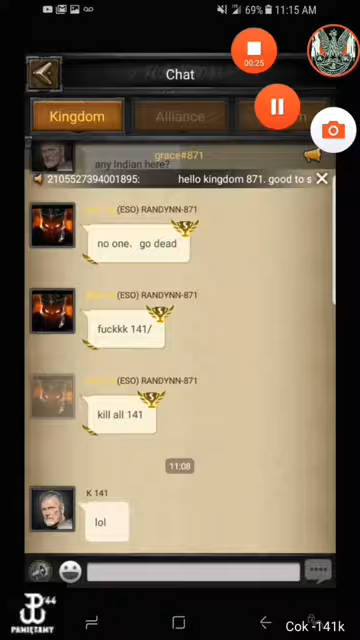 69% 11:15 AM
00:25
Chat
Kingdom
Alliance
grace#871
any Indian here?
2105527394001895: hello kingdom 871. good to s
(ESO) RANDYNN-871
no one. go dead
(ESO) RANDYNN-871
fuckkk 141/
(ESO) RANDYNN-871
kill all 141
11:08
K 141
lol
'44
PAMIĘTAMY
Cok -141k